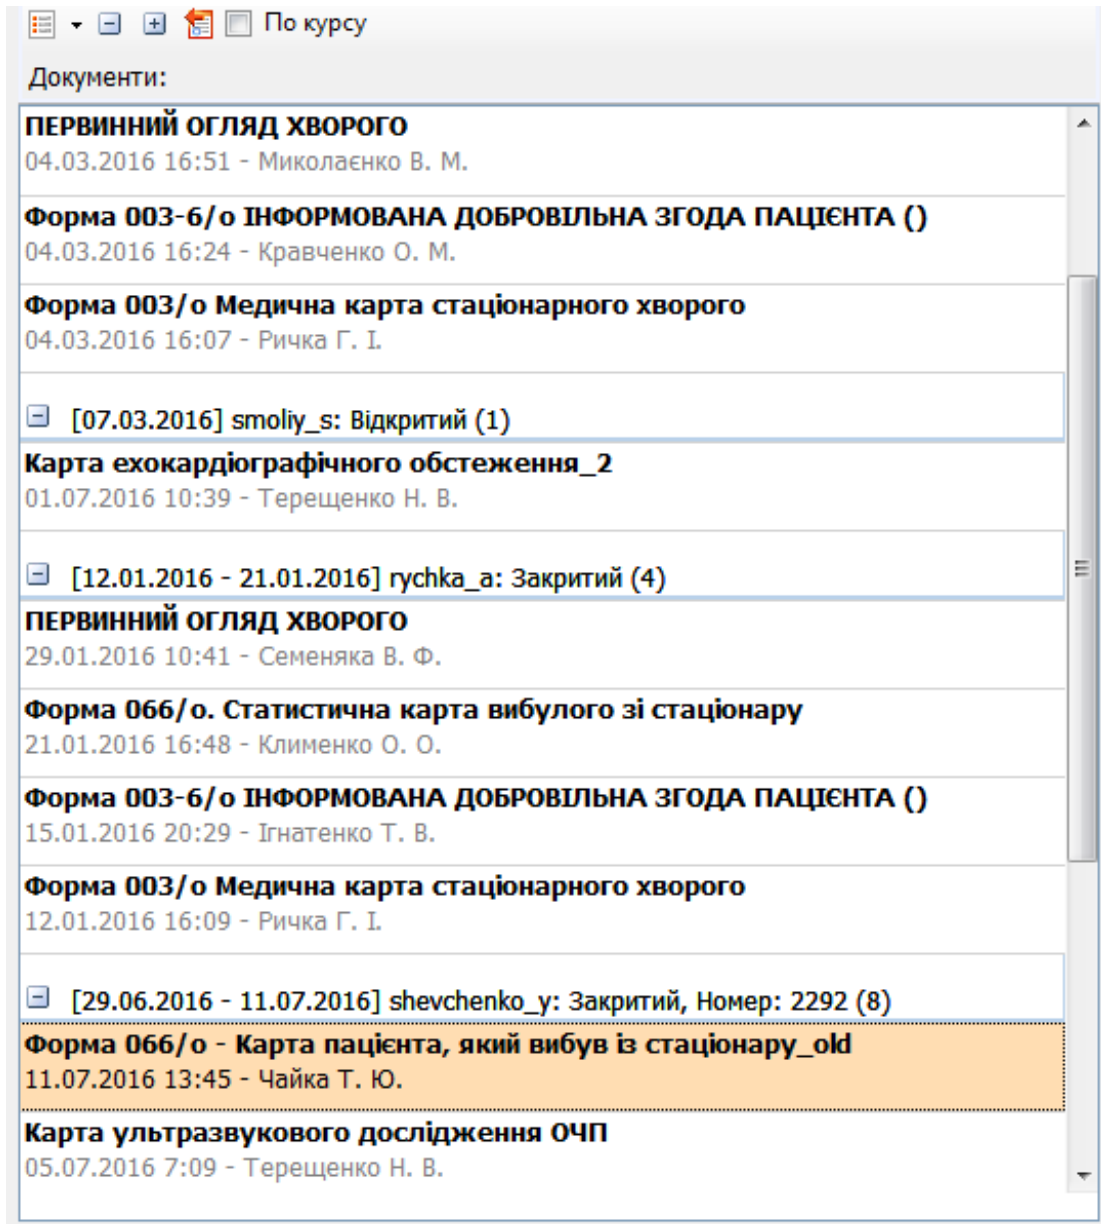 По курсу
Документи:
ПЕРВИННИЙ ОГЛЯД ХВОРОГО
04.03.2016 16:51 - Миколаєнко В. М.
Форма 003-6/о ІНФОРМОВАНА ДОБРОВІЛЬНА ЗГОДА ПАЦІЄНТА ()
04.03.2016 16:24 - Кравченко О. М.
Форма 003/о Медична карта стаціонарного хворого
04.03.2016 16:07 - Ричка Г. І.
[07.03.2016] smoliy_s: Відкритий (1)
Карта ехокардіографічного обстеження_2
01.07.2016 10:39 - Терещенко Н. В.
[12.01.2016 - 21.01.2016] rychka_a: Закритий (4)
ПЕРВИННИЙ ОГЛЯД ХВОРОГО
29.01.2016 10:41 - Семеняка В. Ф.
Форма 066/о. Статистична карта вибулого зі стаціонару
21.01.2016 16:48 - Клименко О. О.
Форма 003-6/о ІНФОРМОВАНА ДОБРОВІЛЬНА ЗГОДА ПАЦІЄНТА ()
15.01.2016 20:29 - Ігнатенко Т. В.
Форма 003/о Медична карта стаціонарного хворого
12.01.2016 16:09 - Ричка Г. І.
[29.06.2016 - 11.07.2016] shevchenko_y: Закритий, Номер: 2292 (8)
Форма 066/о - Карта пацієнта, який вибув із стаціонару_old
11.07.2016 13:45 - Чайка Т. Ю.
Карта ультразвукового дослідження ОЧП
05.07.2016 7:09 - Терещенко Н. В.